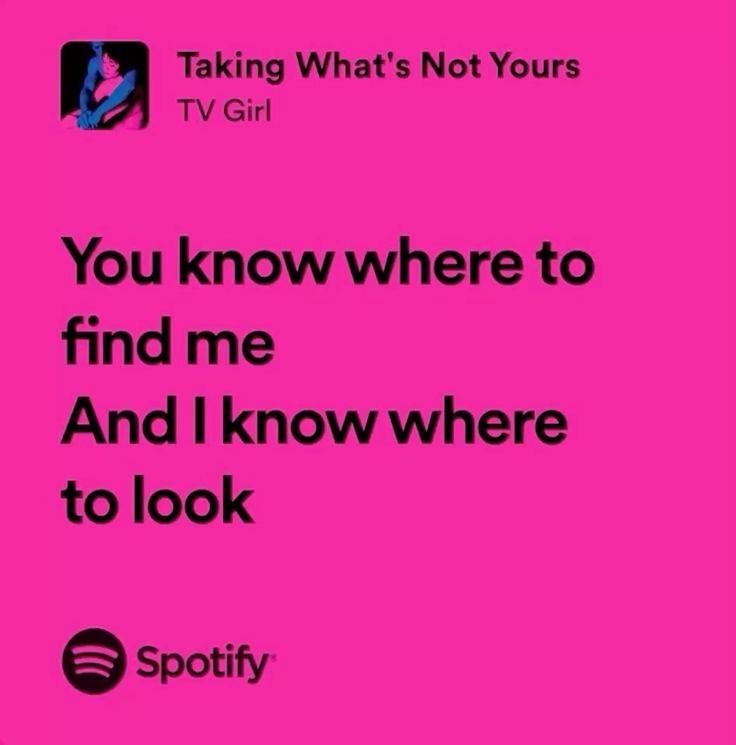 Taking What's Not Yours
TV Girl
You know where to
find me
And I know where
to look
Spotify